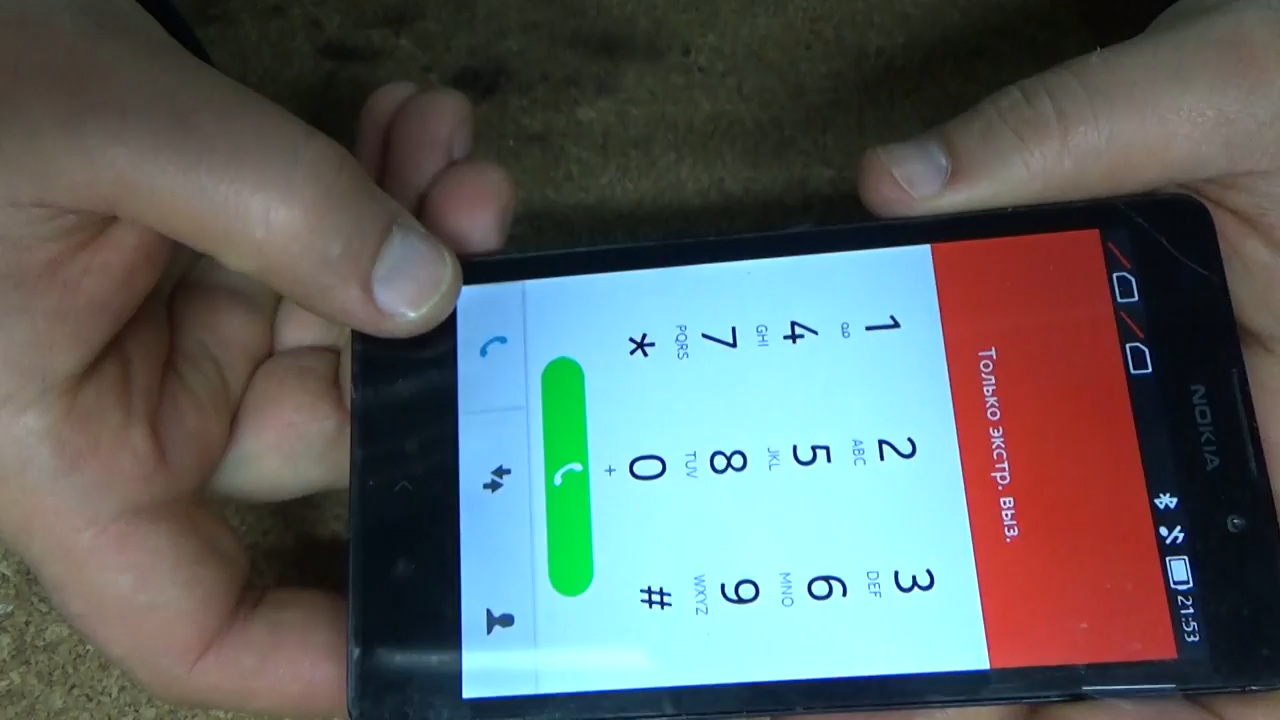 NOKIA
21:53
Только экстр. выз.
1 2 ABC 3 DEF
4 GHI 5 JKL 6 MNO
7 PQRS 8 TUV 9 WXYZ
* 0 + #